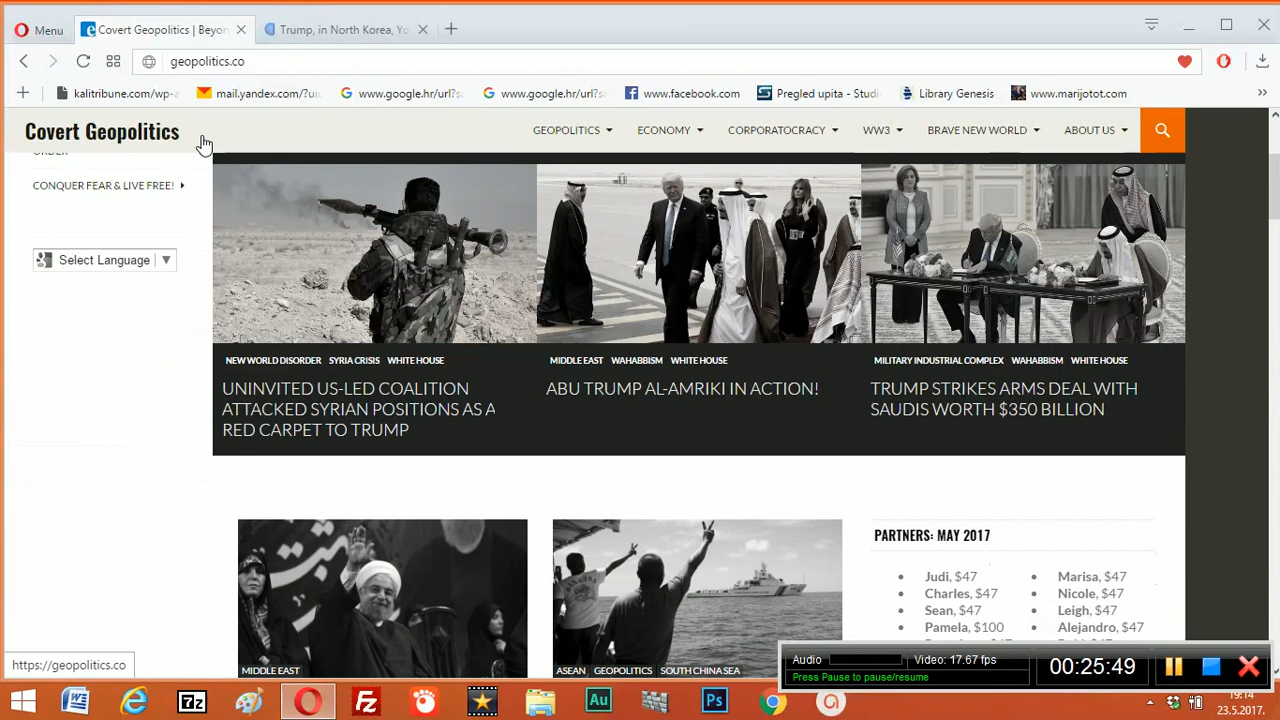 Menu
Covert Geopolitics | Beyon
Trump, in North Korea, Yo
geopolitics.co
kalitribune.com/wp-a
mail.yandex.com/?uid
www.google.hr/url?sa
www.google.hr/url?sa
www.facebook.com
Pregled upita - Studi
Library Genesis
www.marijotot.com
Covert Geopolitics
GEOPOLITICS
ECONOMY
CORPORATOCRACY
WW3
BRAVE NEW WORLD
ABOUT US
ORDER
CONQUER FEAR & LIVE FREE!
Select Language
NEW WORLD DISORDER SYRIA CRISIS WHITE HOUSE
UNINVITED US-LED COALITION
ATTACKED SYRIAN POSITIONS AS A
RED CARPET TO TRUMP
MIDDLE EAST WAHABBISM WHITE HOUSE
ABU TRUMP AL-AMRIKI IN ACTION!
MILITARY INDUSTRIAL COMPLEX WAHABBISM WHITE HOUSE
TRUMP STRIKES ARMS DEAL WITH
SAUDIS WORTH $350 BILLION
MIDDLE EAST
ASEAN GEOPOLITICS SOUTH CHINA SEA
PARTNERS: MAY 2017
Judi, $47
Charles, $47
Sean, $47
Pamela, $100
Marisa, $47
Nicole, $47
Leigh, $47
Alejandro, $47
https://geopolitics.co
Audio
Video: 17.67 fps
Press Pause to pause/resume
00:25:49
19:14
23.5.2017.